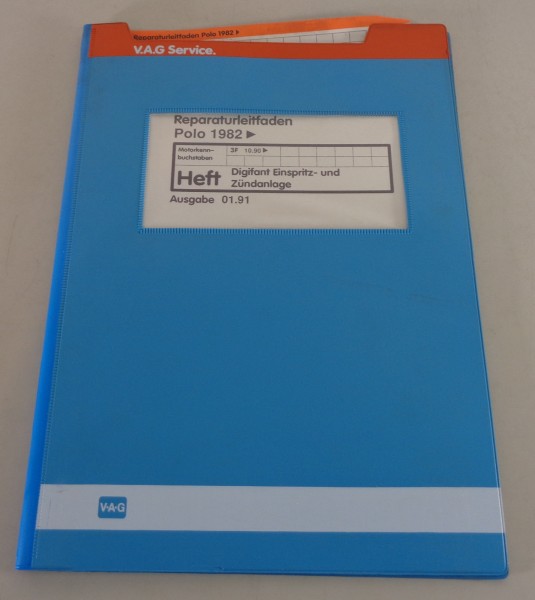 Reparaturleitfaden Polo 1982 ▸
V.A.G Service.
Reparaturleitfaden
Polo 1982 ▸
Motorkenn-
buchstaben
3F 10.90 ▸
Heft
Digifant Einspritz- und
Zündanlage
Ausgabe 01.91
V·A·G